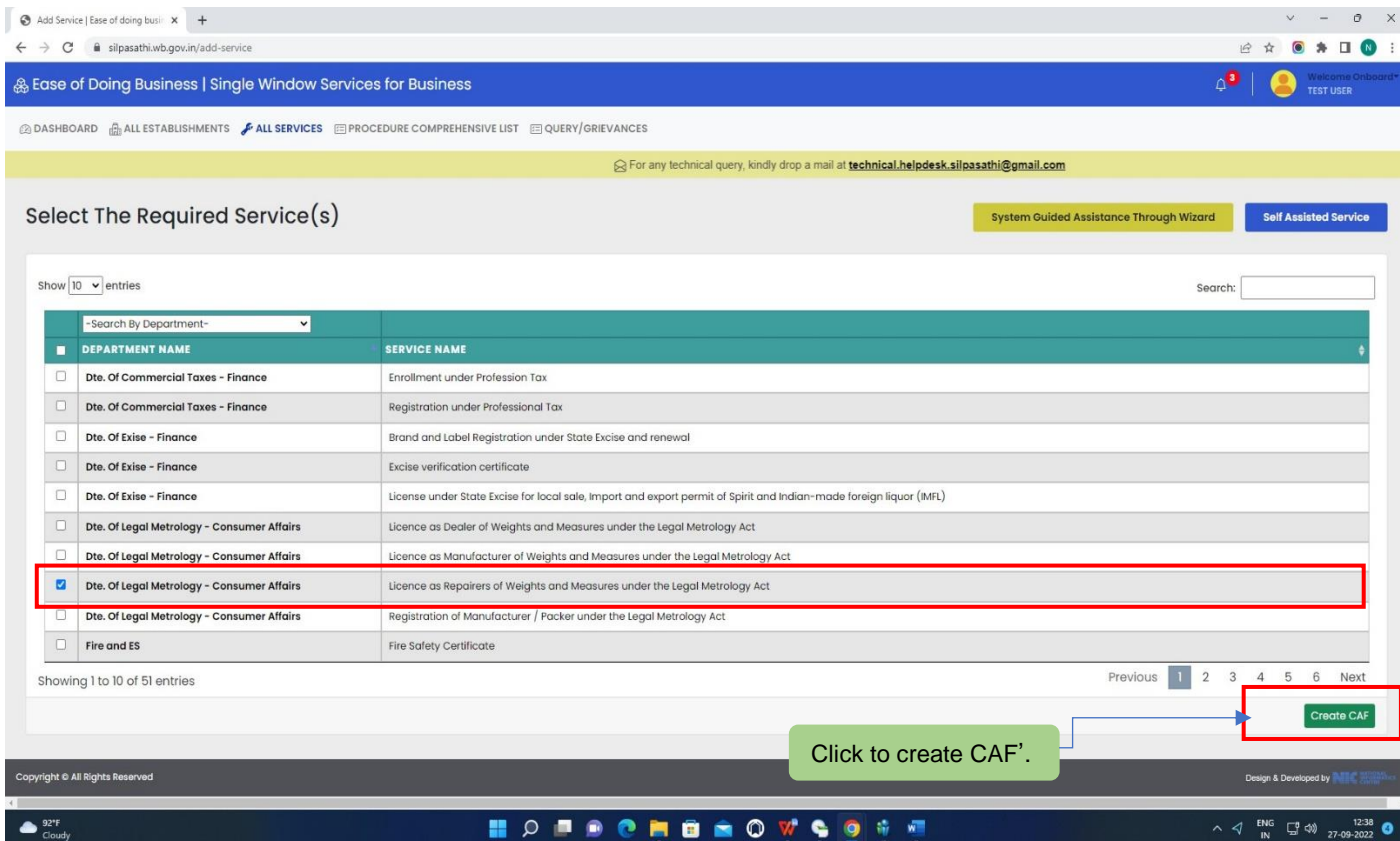 Add Service | Ease of doing busin
silpasathi.wb.gov.in/add-service
N
Ease of Doing Business | Single Window Services for Business
3
Welcome Onboard
TEST USER
DASHBOARD ALL ESTABLISHMENTS ALL SERVICES PROCEDURE COMPREHENSIVE LIST QUERY/GRIEVANCES
For any technical query, kindly drop a mail at technical.helpdesk.silpasathi@gmail.com
Select The Required Service(s)
System Guided Assistance Through Wizard Self Assisted Service
Show 10 entries Search:
-Search By Department-
DEPARTMENT NAME SERVICE NAME
Dte. Of Commercial Taxes - Finance Enrollment under Profession Tax
Dte. Of Commercial Taxes - Finance Registration under Professional Tax
Dte. Of Exise - Finance Brand and Label Registration under State Excise and renewal
Dte. Of Exise - Finance Excise verification certificate
Dte. Of Exise - Finance License under State Excise for local sale, Import and export permit of Spirit and Indian-made foreign liquor (IMFL)
Dte. Of Legal Metrology - Consumer Affairs Licence as Dealer of Weights and Measures under the Legal Metrology Act
Dte. Of Legal Metrology - Consumer Affairs Licence as Manufacturer of Weights and Measures under the Legal Metrology Act
Dte. Of Legal Metrology - Consumer Affairs Licence as Repairers of Weights and Measures under the Legal Metrology Act
Dte. Of Legal Metrology - Consumer Affairs Registration of Manufacturer / Packer under the Legal Metrology Act
Fire and ES Fire Safety Certificate
Showing 1 to 10 of 51 entries Previous 1 2 3 4 5 6 Next
Create CAF
Click to create CAF’.
Copyright © All Rights Reserved Design & Developed by NIC
92°F
Cloudy
ENG
IN
12:38
27-09-2022
4